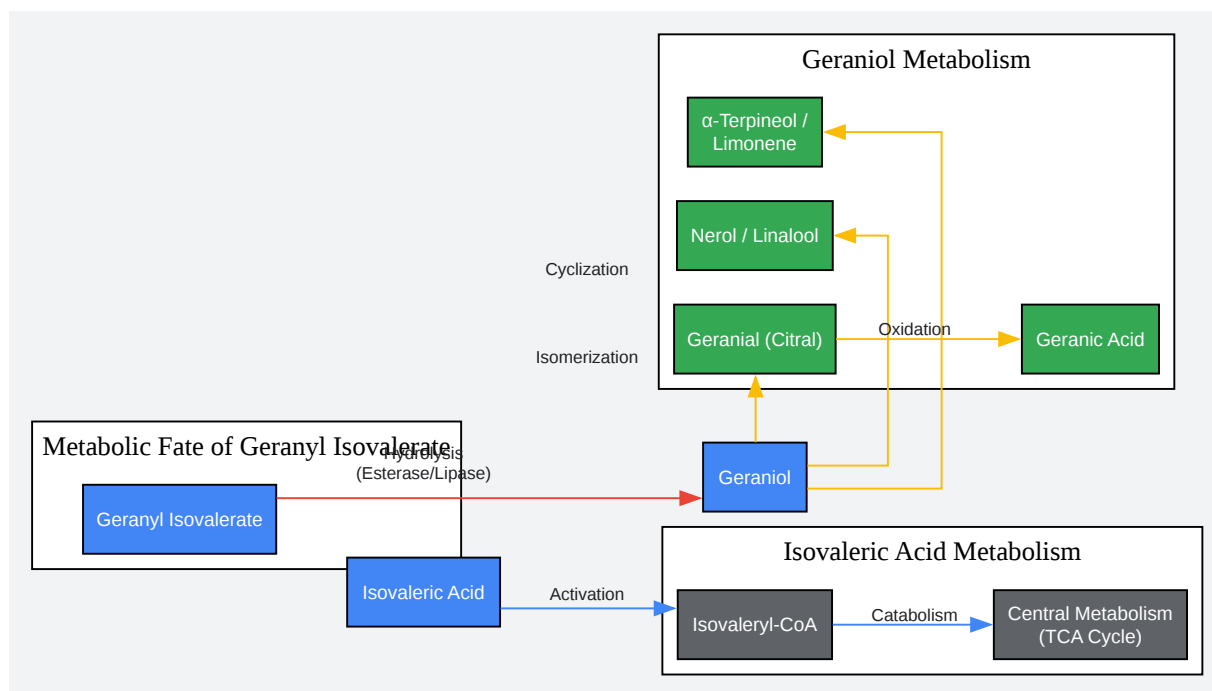 Geraniol Metabolism
α-Terpineol /
Limonene
Nerol / Linalool
Cyclization
Geranial (Citral)
Oxidation
Geranic Acid
Isomerization
Metabolic Fate of Geranyl Isovalerate
Hydrolysis
(Esterase/Lipase)
Geraniol
Geranyl Isovalerate
Isovaleric Acid Metabolism
Isovaleric Acid
Activation
Isovaleryl-CoA
Catabolism
Central Metabolism
(TCA Cycle)